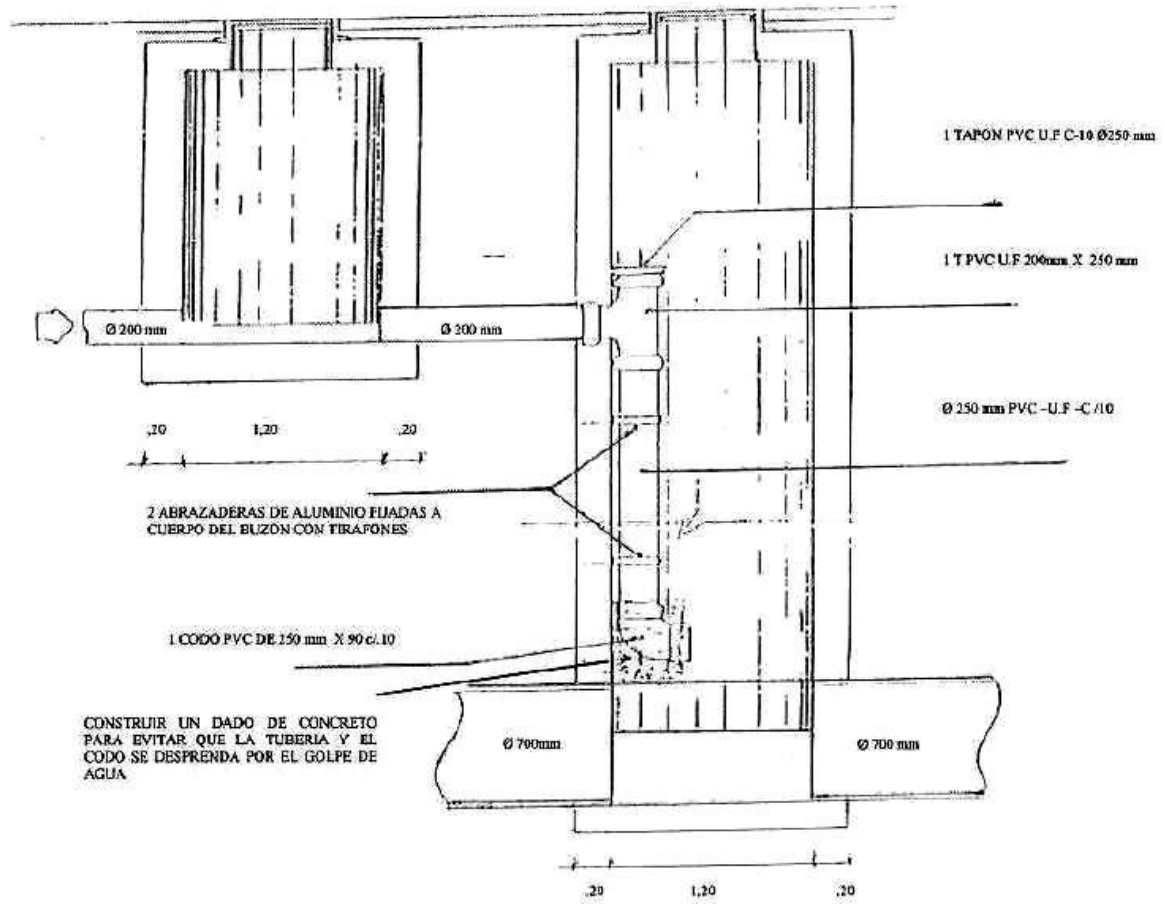 1 TAPON PVC U.F C-10 Ø250 mm
1 T PVC U.F 200mm X 250 mm
Ø 200 mm
Ø 200 mm
Ø 250 mm PVC –U.F –C /10
,20
1,20
,20
2 ABRAZADERAS DE ALUMINIO FIJADAS A
CUERPO DEL BUZON CON TIRAFONES
1 CODO PVC DE 250 mm X 90 c/.10
CONSTRUIR UN DADO DE CONCRETO
PARA EVITAR QUE LA TUBERIA Y EL
CODO SE DESPRENDA POR EL GOLPE DE
AGUA
Ø 700mm
Ø 700 mm
,20
1,20
,20